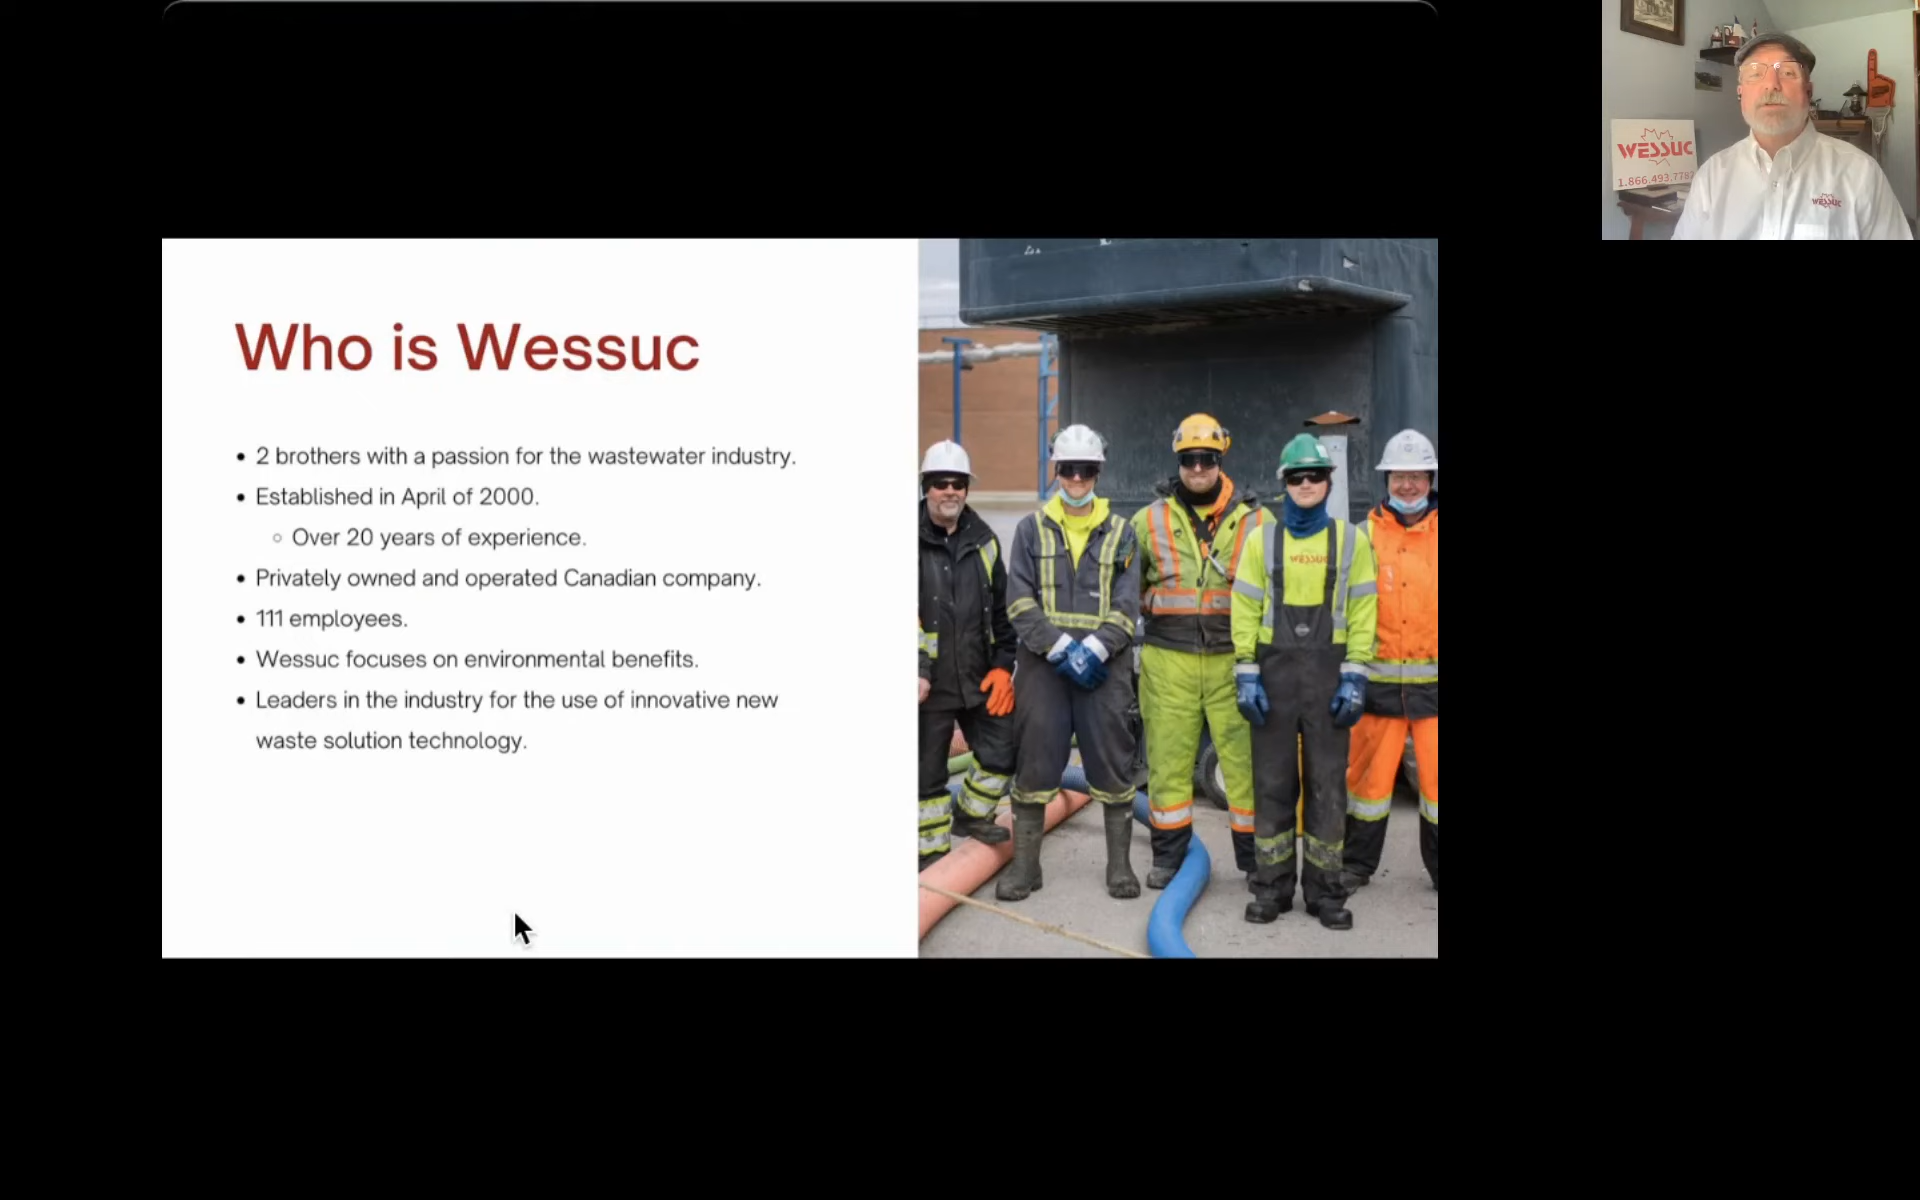 WESSUC
1.866.493.778
WESSUC
Who is Wessuc
• 2 brothers with a passion for the wastewater industry.
• Established in April of 2000.
○ Over 20 years of experience.
• Privately owned and operated Canadian company.
• 111 employees.
• Wessuc focuses on environmental benefits.
• Leaders in the industry for the use of innovative new
waste solution technology.
WESSUC